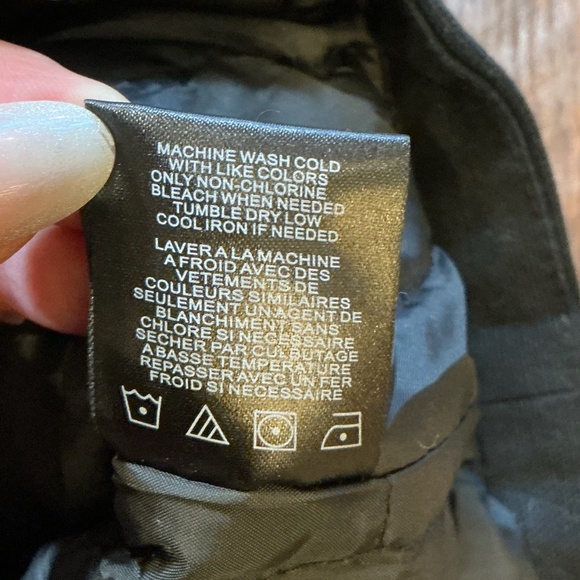 MACHINE WASH COLD
WITH LIKE COLORS
ONLY NON-CHLORINE
BLEACH WHEN NEEDED
TUMBLE DRY LOW
COOL IRON IF NEEDED
LAVER A LA MACHINE
A FROID AVEC DES
VETEMENTS DE
COULEURS SIMILAIRES
SEULEMENT UN AGENT DE
BLANCHIMENT SANS
CHLORE SI NECESSAIRE
SECHER PAR CULBUTAGE
A BASSE TEMPERATURE
REPASSER AVEC UN FER
FROID SI NECESSAIRE